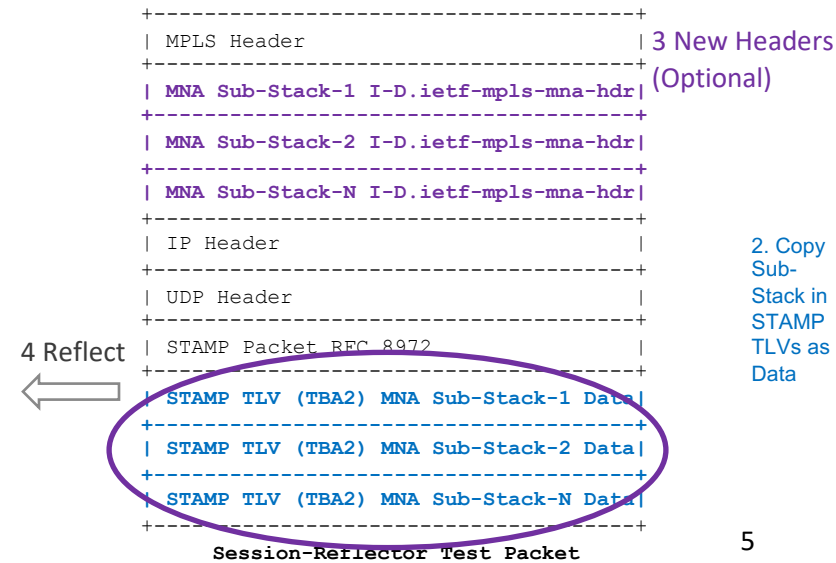 +------------------------------------+
| MPLS Header                        |
+------------------------------------+
| MNA Sub-Stack-1 I-D.ietf-mpls-mna-hdr|
+------------------------------------+
| MNA Sub-Stack-2 I-D.ietf-mpls-mna-hdr|
+------------------------------------+
| MNA Sub-Stack-N I-D.ietf-mpls-mna-hdr|
+------------------------------------+
| IP Header                          |
+------------------------------------+
| UDP Header                         |
+------------------------------------+
| STAMP Packet RFC 8972              |
+------------------------------------+
| STAMP TLV (TBA2) MNA Sub-Stack-1 Data|
+------------------------------------+
| STAMP TLV (TBA2) MNA Sub-Stack-2 Data|
+------------------------------------+
| STAMP TLV (TBA2) MNA Sub-Stack-N Data|
+------------------------------------+
Session-Reflector Test Packet
3 New Headers
(Optional)
2. Copy
Sub-
Stack in
STAMP
TLVs as
Data
4 Reflect
5